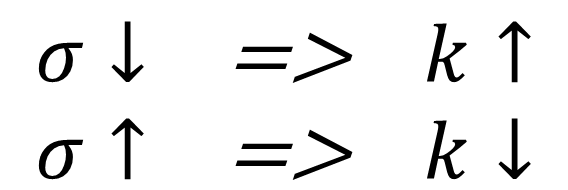 σ ↓ => k ↑
σ ↑ => k ↓